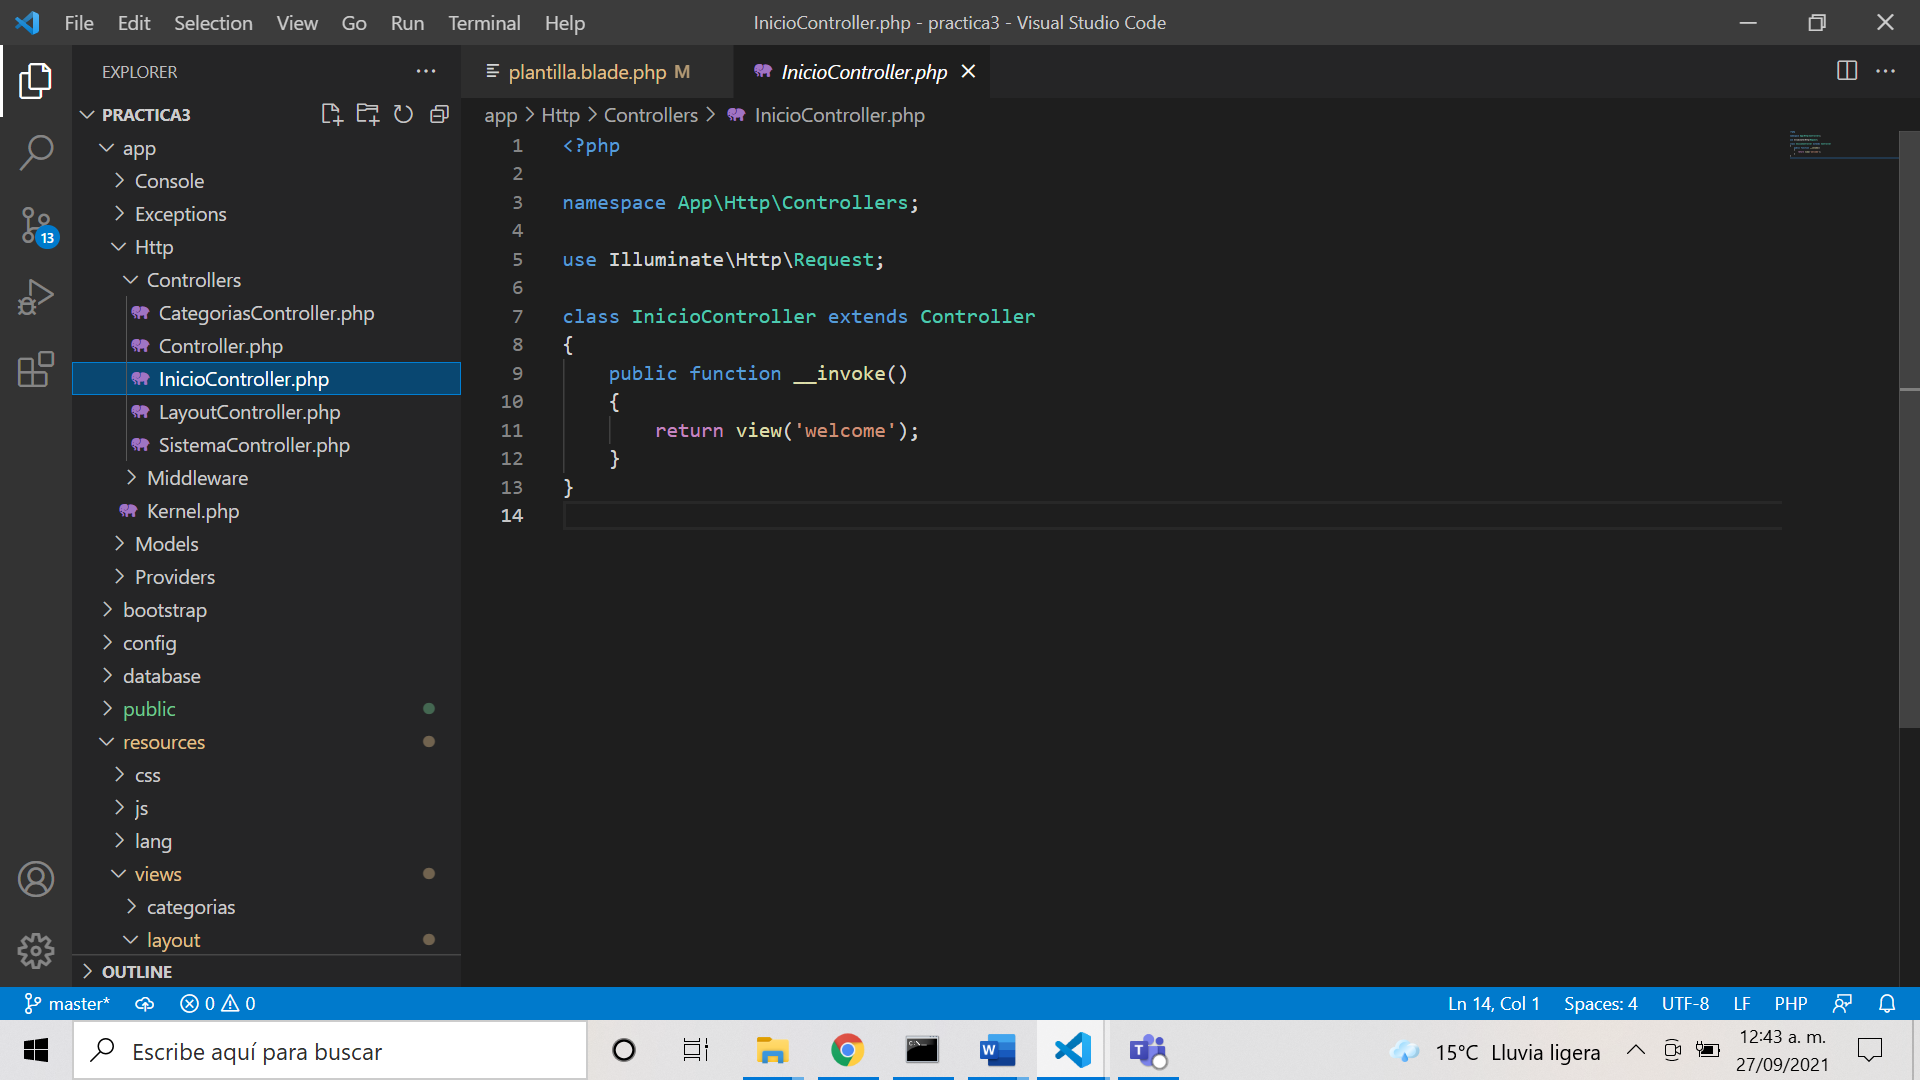 File Edit Selection View Go Run Terminal Help
InicioController.php - practica3 - Visual Studio Code
EXPLORER
PRACTICA3
app
Console
Exceptions
Http
Controllers
CategoriasController.php
Controller.php
InicioController.php
LayoutController.php
SistemaController.php
Middleware
Kernel.php
Models
Providers
bootstrap
config
database
public
resources
css
js
lang
views
categorias
layout
OUTLINE
13
plantilla.blade.php M
InicioController.php
app > Http > Controllers > InicioController.php
1 <?php
2
3 namespace App\Http\Controllers;
4
5 use Illuminate\Http\Request;
6
7 class InicioController extends Controller
8 {
9 public function __invoke()
10 {
11 return view('welcome');
12 }
13 }
14
master* 0 0
Ln 14, Col 1 Spaces: 4 UTF-8 LF PHP
Escribe aquí para buscar
15°C Lluvia ligera
12:43 a. m.
27/09/2021